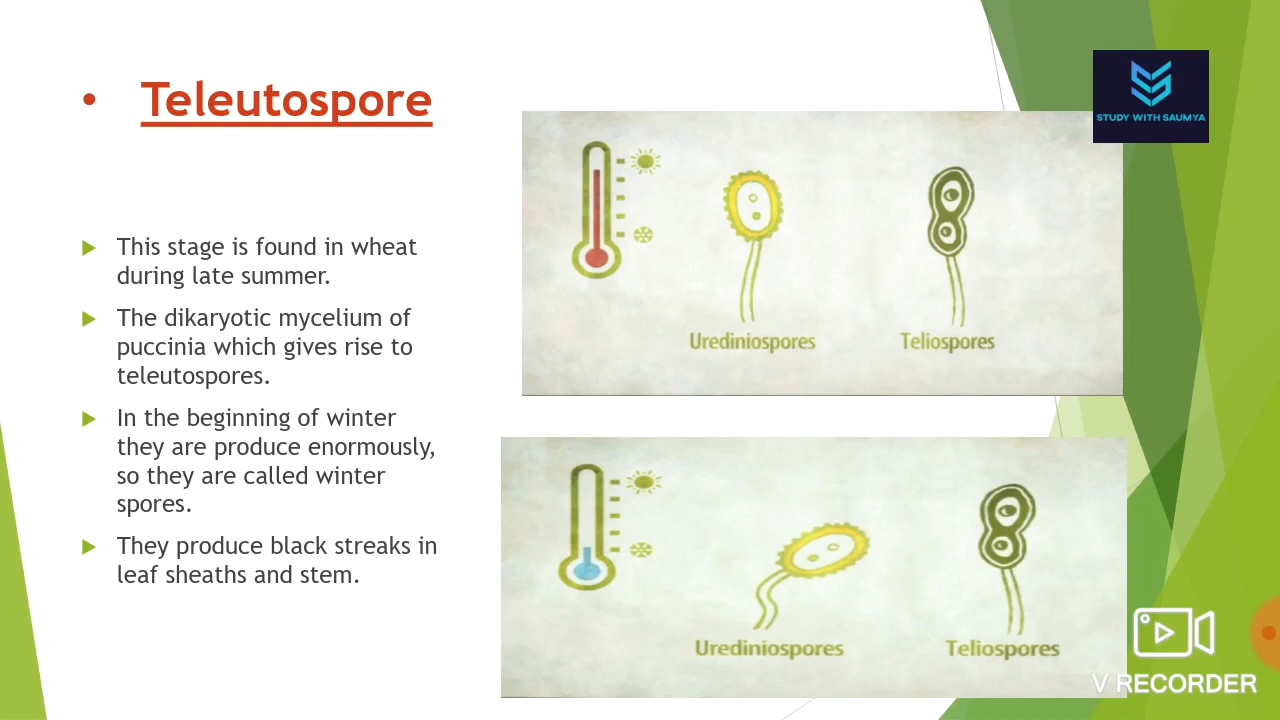 • Teleutospore
STUDY WITH SAUMYA
This stage is found in wheat
during late summer.
The dikaryotic mycelium of
puccinia which gives rise to
teleutospores.
In the beginning of winter
they are produce enormously,
so they are called winter
spores.
They produce black streaks in
leaf sheaths and stem.
Urediniospores
Teliospores
Urediniospores
Teliospores
V RECORDER